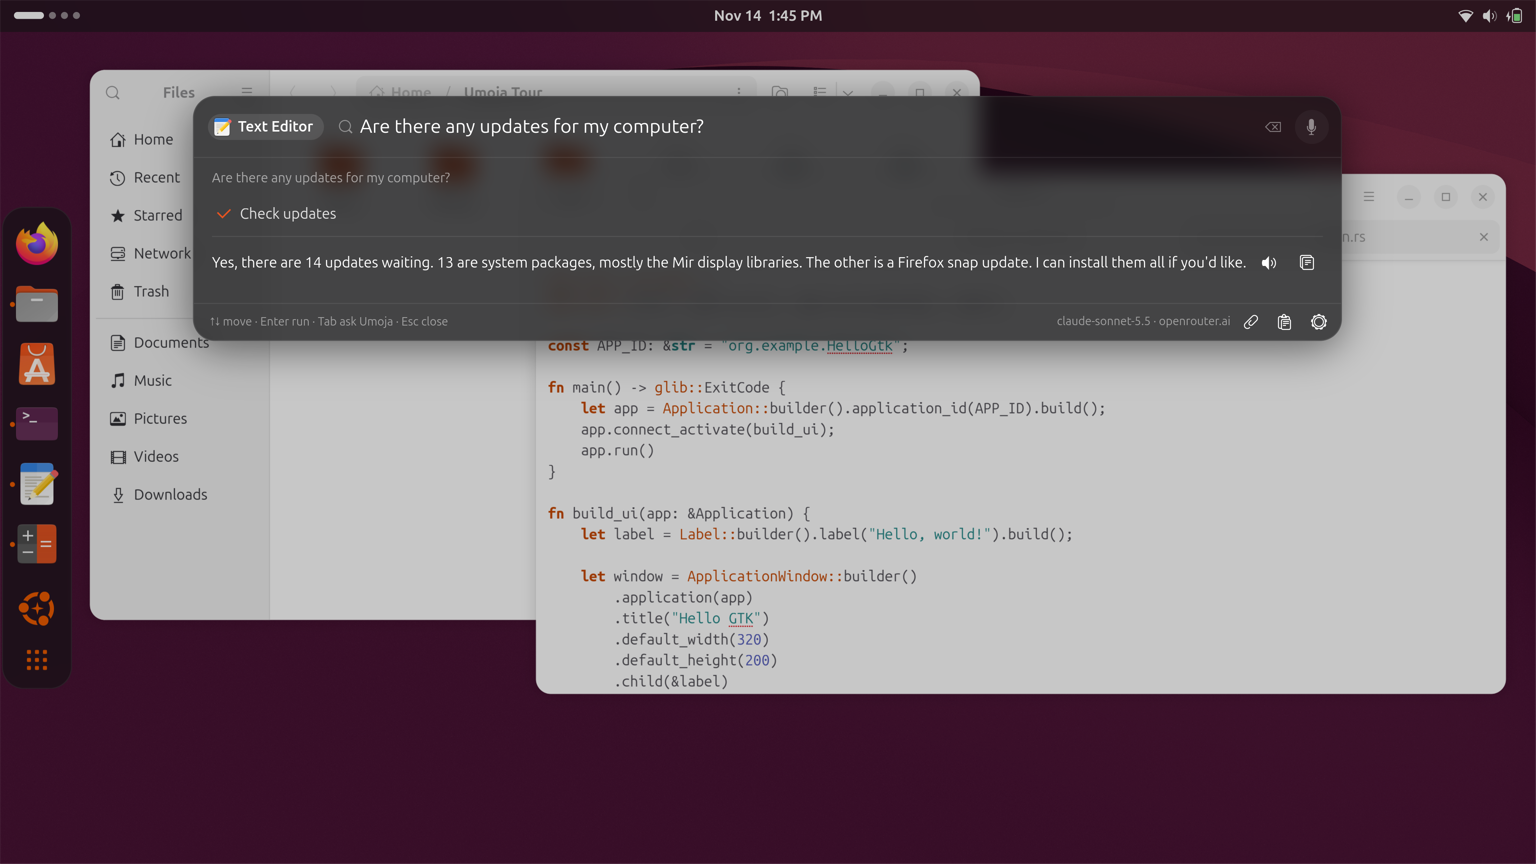 Nov 14 1:45 PM
Files
Home / Umoja Tour
Text Editor
Are there any updates for my computer?
Are there any updates for my computer?
Check updates
Yes, there are 14 updates waiting. 13 are system packages, mostly the Mir display libraries. The other is a Firefox snap update. I can install them all if you'd like.
↑↓ move · Enter run · Tab ask Umoja · Esc close
claude-sonnet-5.5 · openrouter.ai
Home
Recent
Starred
Network
Trash
Documents
Music
Pictures
Videos
Downloads
n.rs
const APP_ID: &str = "org.example.HelloGtk";
fn main() -> glib::ExitCode {
let app = Application::builder().application_id(APP_ID).build();
app.connect_activate(build_ui);
app.run()
}
fn build_ui(app: &Application) {
let label = Label::builder().label("Hello, world!").build();
let window = ApplicationWindow::builder()
.application(app)
.title("Hello GTK")
.default_width(320)
.default_height(200)
.child(&label)